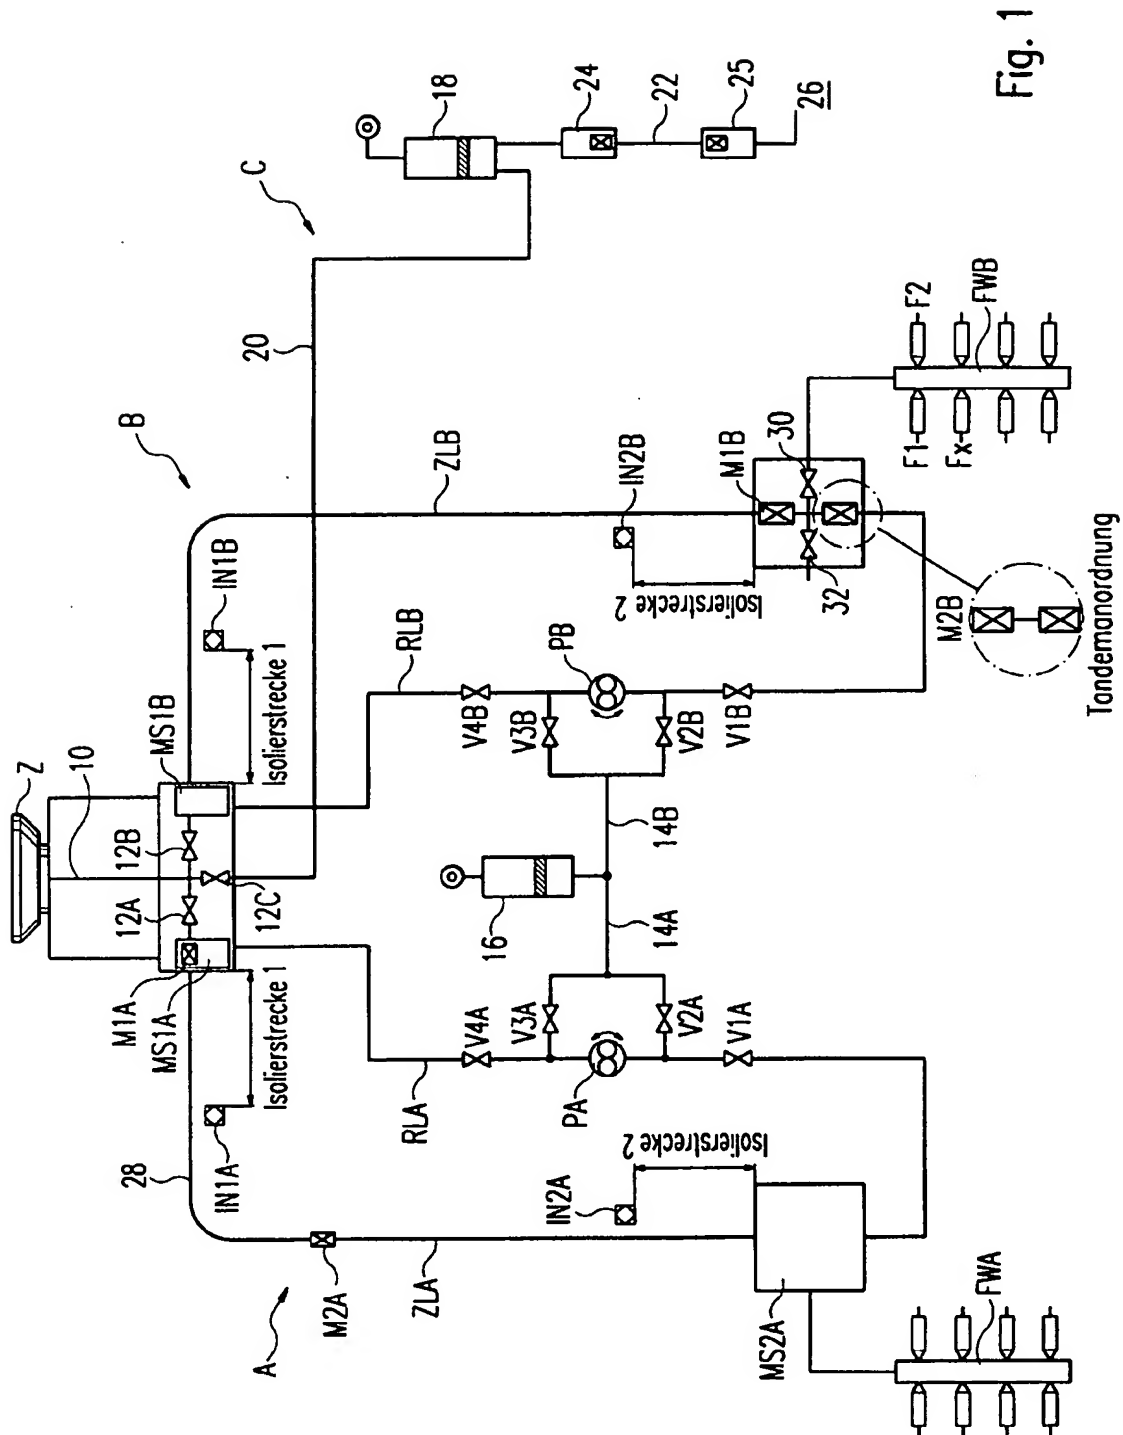 Z
10
MS1B
12B
12A
12C
M1A
MS1A
Isolierstrecke 1
IN1A
28
Isolierstrecke 1
IN1B
B
C
20
18
24
22
25
26
Fig. 1
A
M2A
ZLA
RLA
RLB
ZLB
V4A
V3A
PA
V2A
V1A
16
14A
14B
V4B
V3B
PB
V2B
V1B
IN2A
Isolierstrecke 2
MS2A
FWA
IN2B
Isolierstrecke 2
M1B
30
32
M2B
Tandemanordnung
F1
F2
Fx
FWB